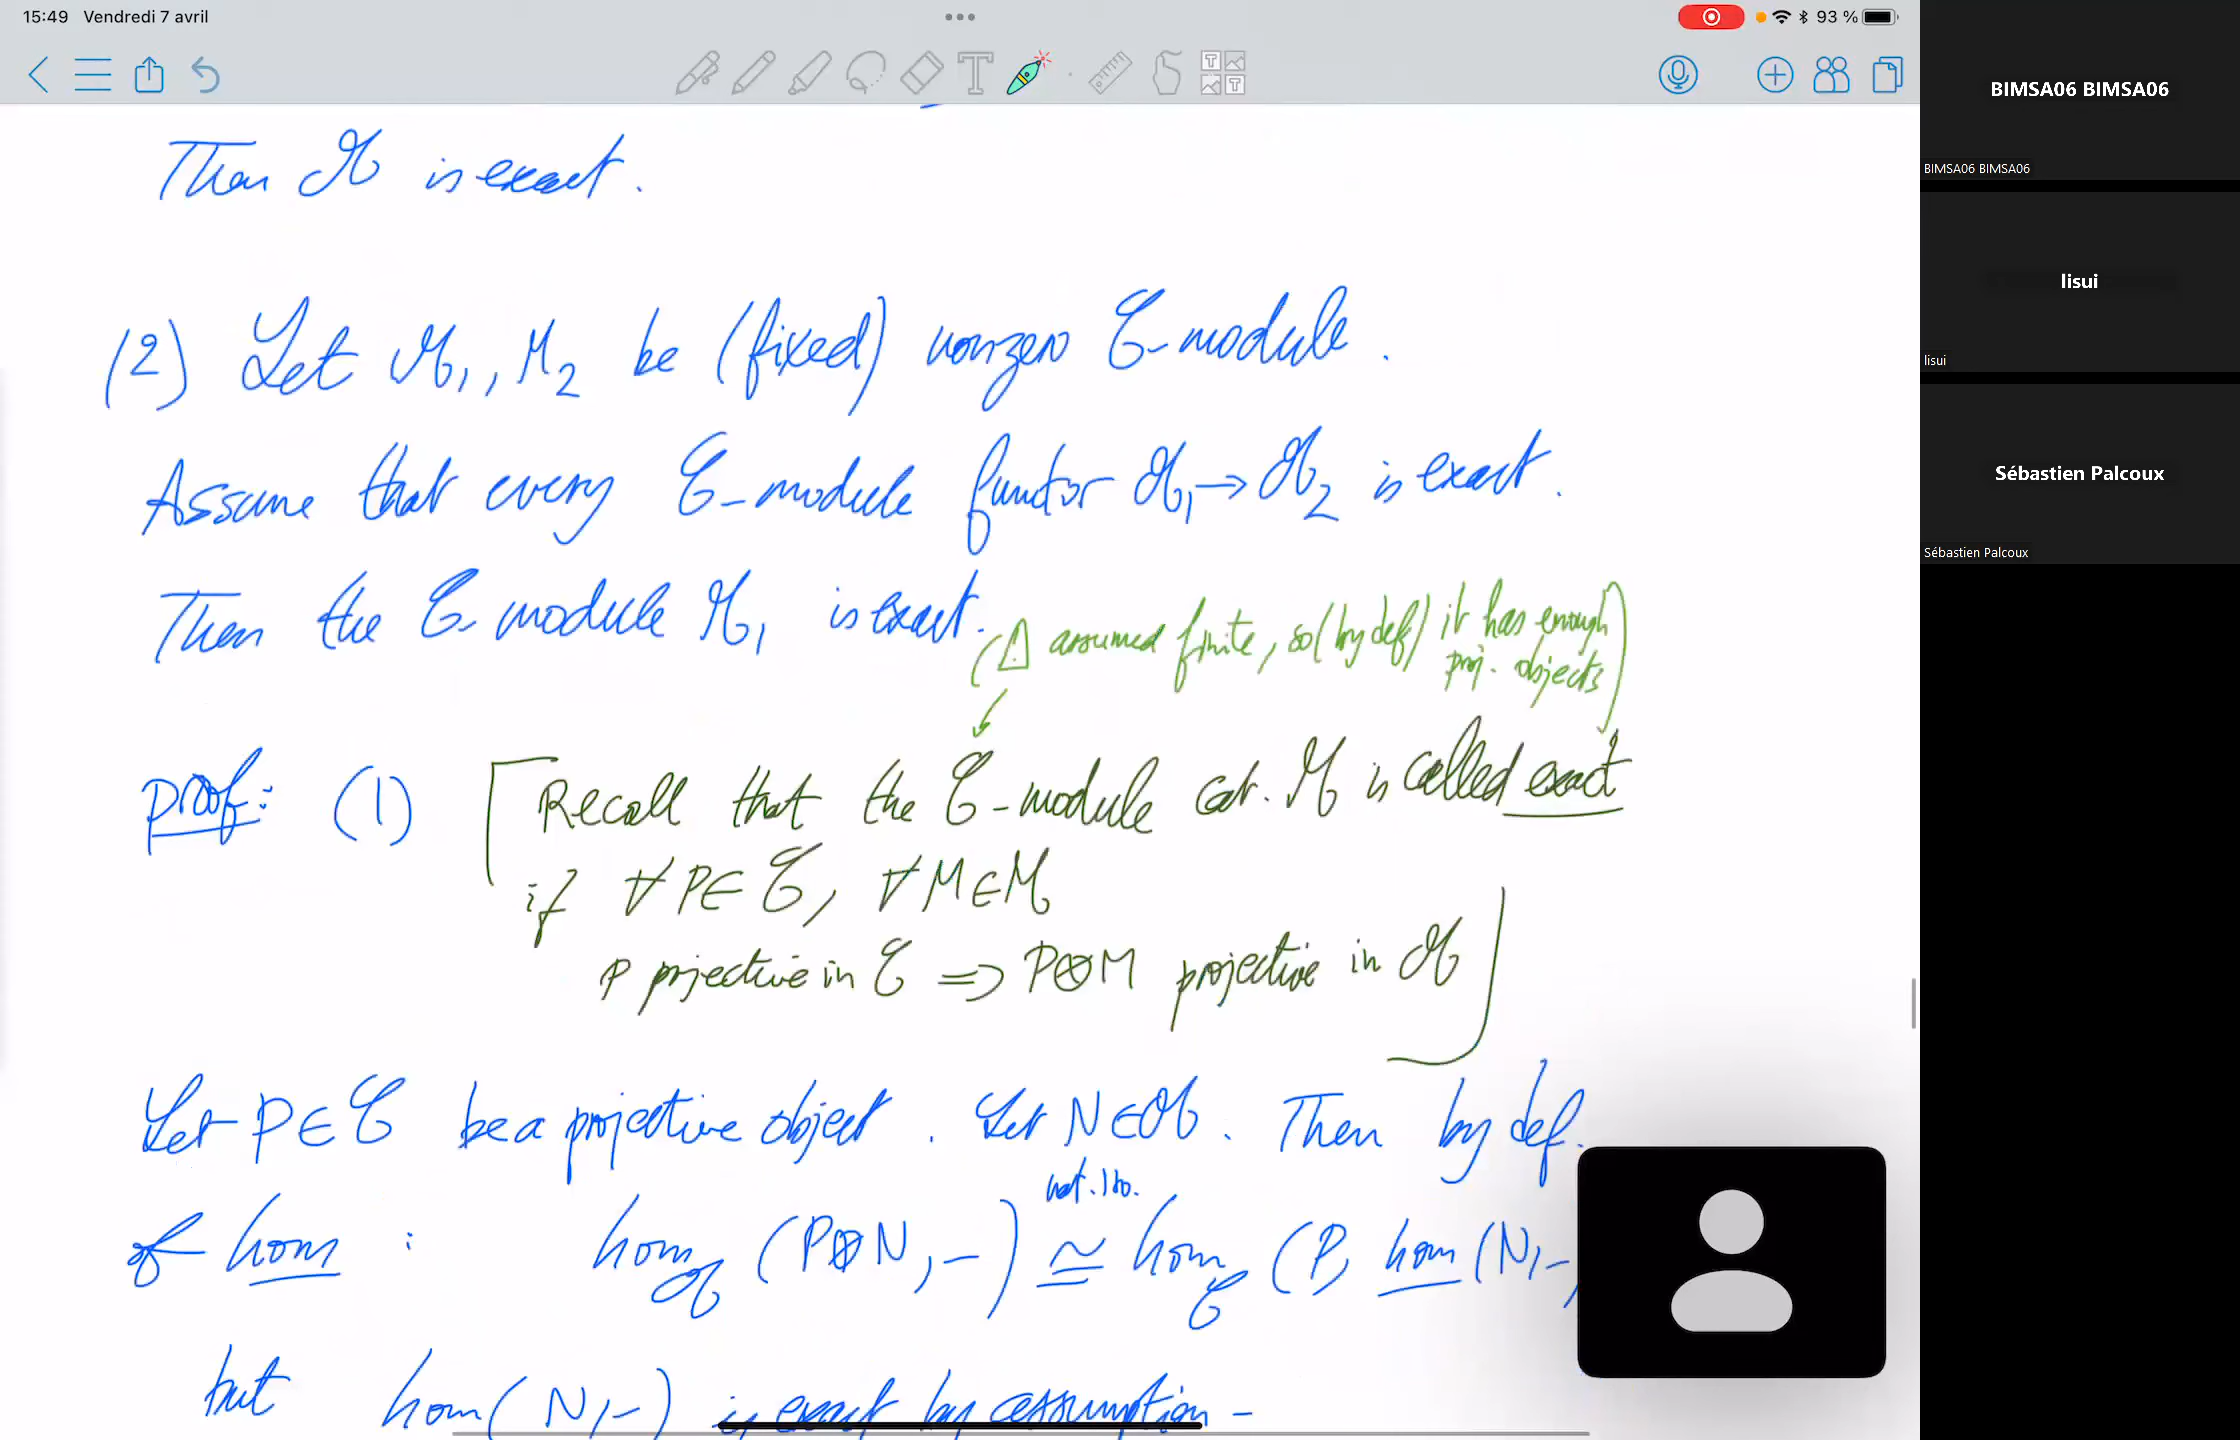 15:49 Vendredi 7 avril
93 %
Then ℳ is exact.
(2) Let ℳ₁, ℳ₂ be (fixed) nonzero 𝒞-module.
Assume that every 𝒞-module functor ℳ₁ → ℳ₂ is exact.
Then the 𝒞-module ℳ₁ is exact.
(⚠ assumed finite, so (by def) it has enough
proj. objects)
proof: (1) Recall that the 𝒞-module cat. ℳ is called exact
if ∀P∈𝒞, ∀M∈ℳ
P projective in 𝒞 ⇒ P⊗M projective in ℳ
Let P∈𝒞 be a projective object. Let N∈ℳ. Then by def.
nat. iso.
of hom : hom_ℳ (P⊗N, –) ≅ hom_𝒞 (P, hom (N, –
but hom(N, –) is exact by assumption –
BIMSA06 BIMSA06
BIMSA06 BIMSA06
lisui
lisui
Sébastien Palcoux
Sébastien Palcoux